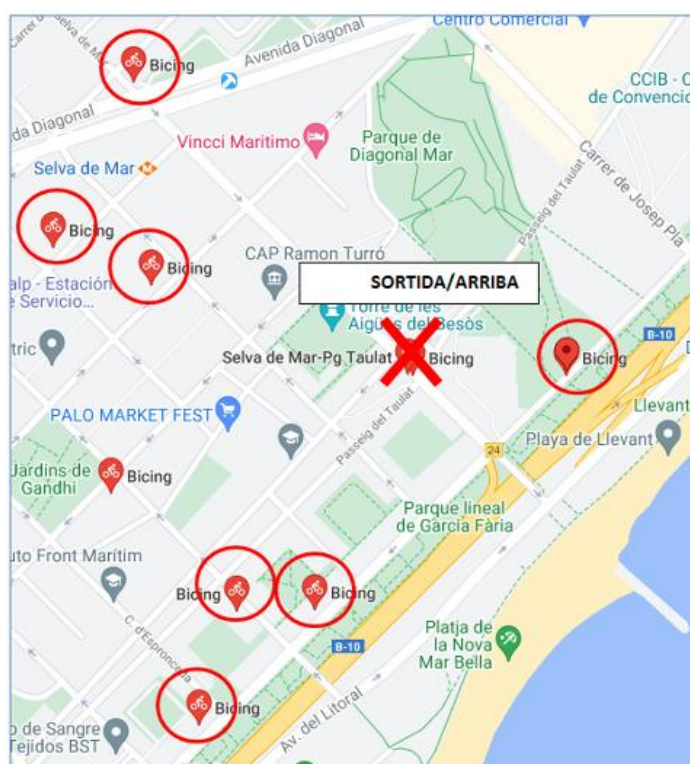 Centro Comercial
Bicing
Avenida Diagonal
CCIB - C
de Convenció
da Diagonal
Vincci Maritimo
Parque de
Diagonal Mar
Carrer de Josep Pla
Selva de Mar
Passeig del Taulat
Bicing
Bicing
CAP Ramon Turró
alp - Estación
e Servicio...
SORTIDA/ARRIBA
Torre de les
Aigües del Besòs
B-10
tric
Selva de Mar-Pg Taulat
Bicing
Bicing
Llevant
PALO MARKET FEST
Passeig del Taulat
Playa de Llevant
24
Jardins de
Gandhi
Bicing
Parque lineal
de Garcia Fària
uto Front Marítim
Bicing
Bicing
C. d'Espronceda
Platja de
la Nova
Mar Bella
B-10
Bicing
Av. del Litoral
o de Sangre
Tejidos BST